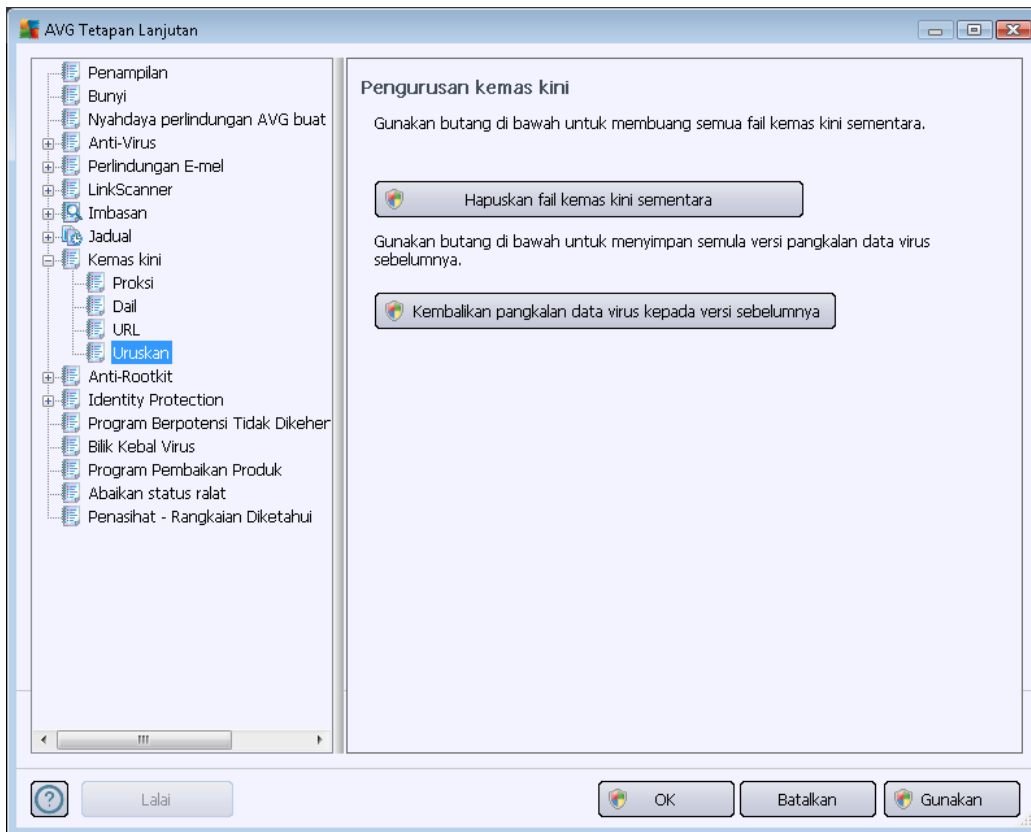 AVG Tetapan Lanjutan
Penampilan
Bunyi
Nyahdaya perlindungan AVG buat
Anti-Virus
Perlindungan E-mel
LinkScanner
Imbasan
Jadual
Kemas kini
Proksi
Dail
URL
Uruskan
Anti-Rootkit
Identity Protection
Program Berpotensi Tidak Dikeher
Bilik Kebal Virus
Program Pembaikan Produk
Abaikan status ralat
Penasihat - Rangkaian Diketahui
Pengurusan kemas kini
Gunakan butang di bawah untuk membuang semua fail kemas kini sementara.
Hapuskan fail kemas kini sementara
Gunakan butang di bawah untuk menyimpan semula versi pangkalan data virus
sebelumnya.
Kembalikan pangkalan data virus kepada versi sebelumnya
Lalai
OK
Batalkan
Gunakan